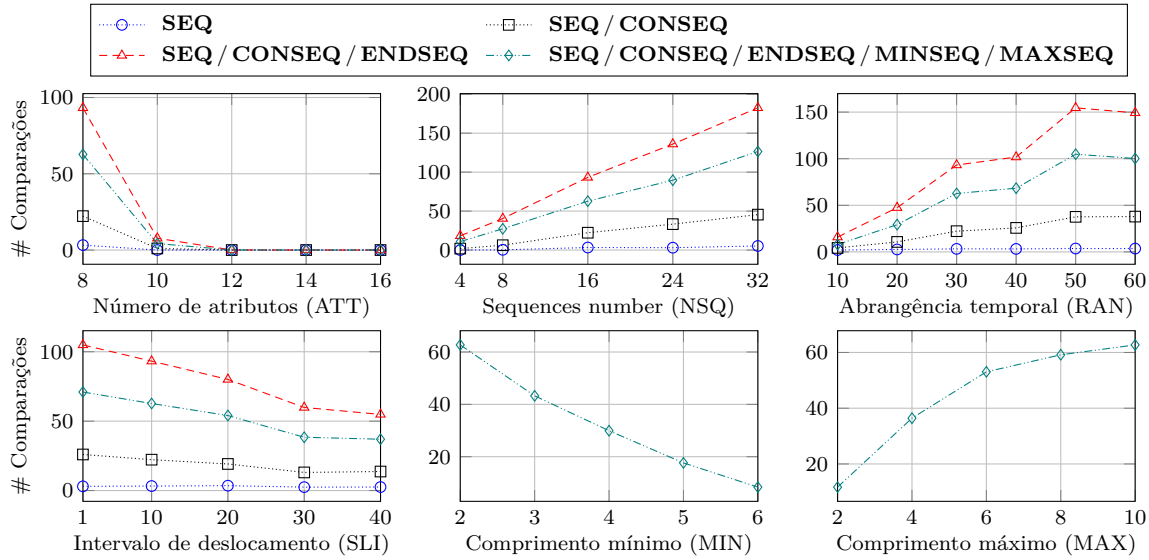 SEQ
SEQ / CONSEQ
SEQ / CONSEQ / ENDSEQ
SEQ / CONSEQ / ENDSEQ / MINSEQ / MAXSEQ
# Comparações
100
50
0
8 10 12 14 16
Número de atributos (ATT)
200
150
100
50
0
4 8 16 24 32
Sequences number (NSQ)
150
100
50
0
10 20 30 40 50 60
Abrangência temporal (RAN)
# Comparações
100
50
0
1 10 20 30 40
Intervalo de deslocamento (SLI)
60
40
20
2 3 4 5 6
Comprimento mínimo (MIN)
60
40
20
2 4 6 8 10
Comprimento máximo (MAX)